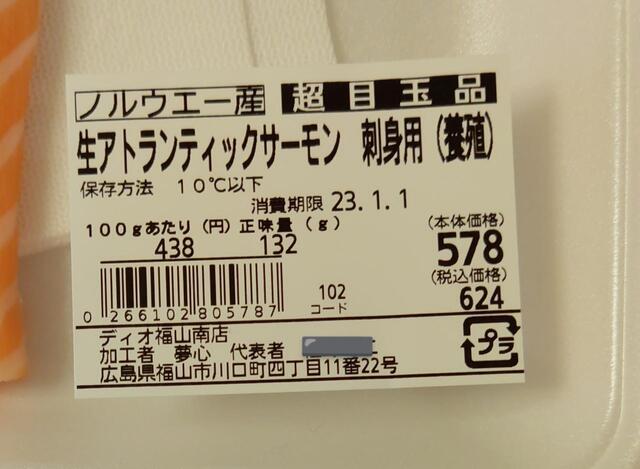 ノルウエー産 超目玉品
生アトランティックサーモン 刺身用(養殖)
保存方法 10℃以下
消費期限 23.1.1
100gあたり(円) 正味量(g) (本体価格)
438 132 578
(税込価格)
624
0 266102 805787
102
コード
ディオ福山南店
加工者 夢心 代表者
広島県福山市川口町四丁目11番22号
プラ